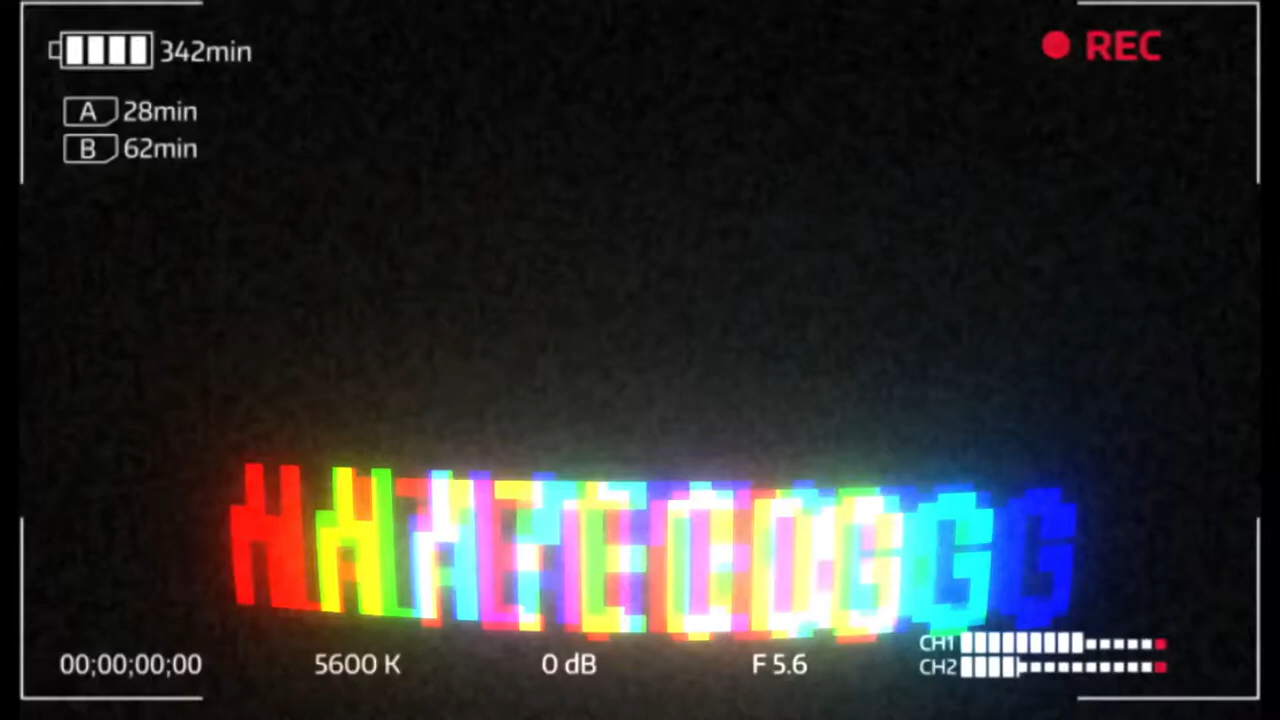 342min
REC
A 28min
B 62min
00;00;00;00
5600 K
0 dB
F 5.6
CH1
CH2